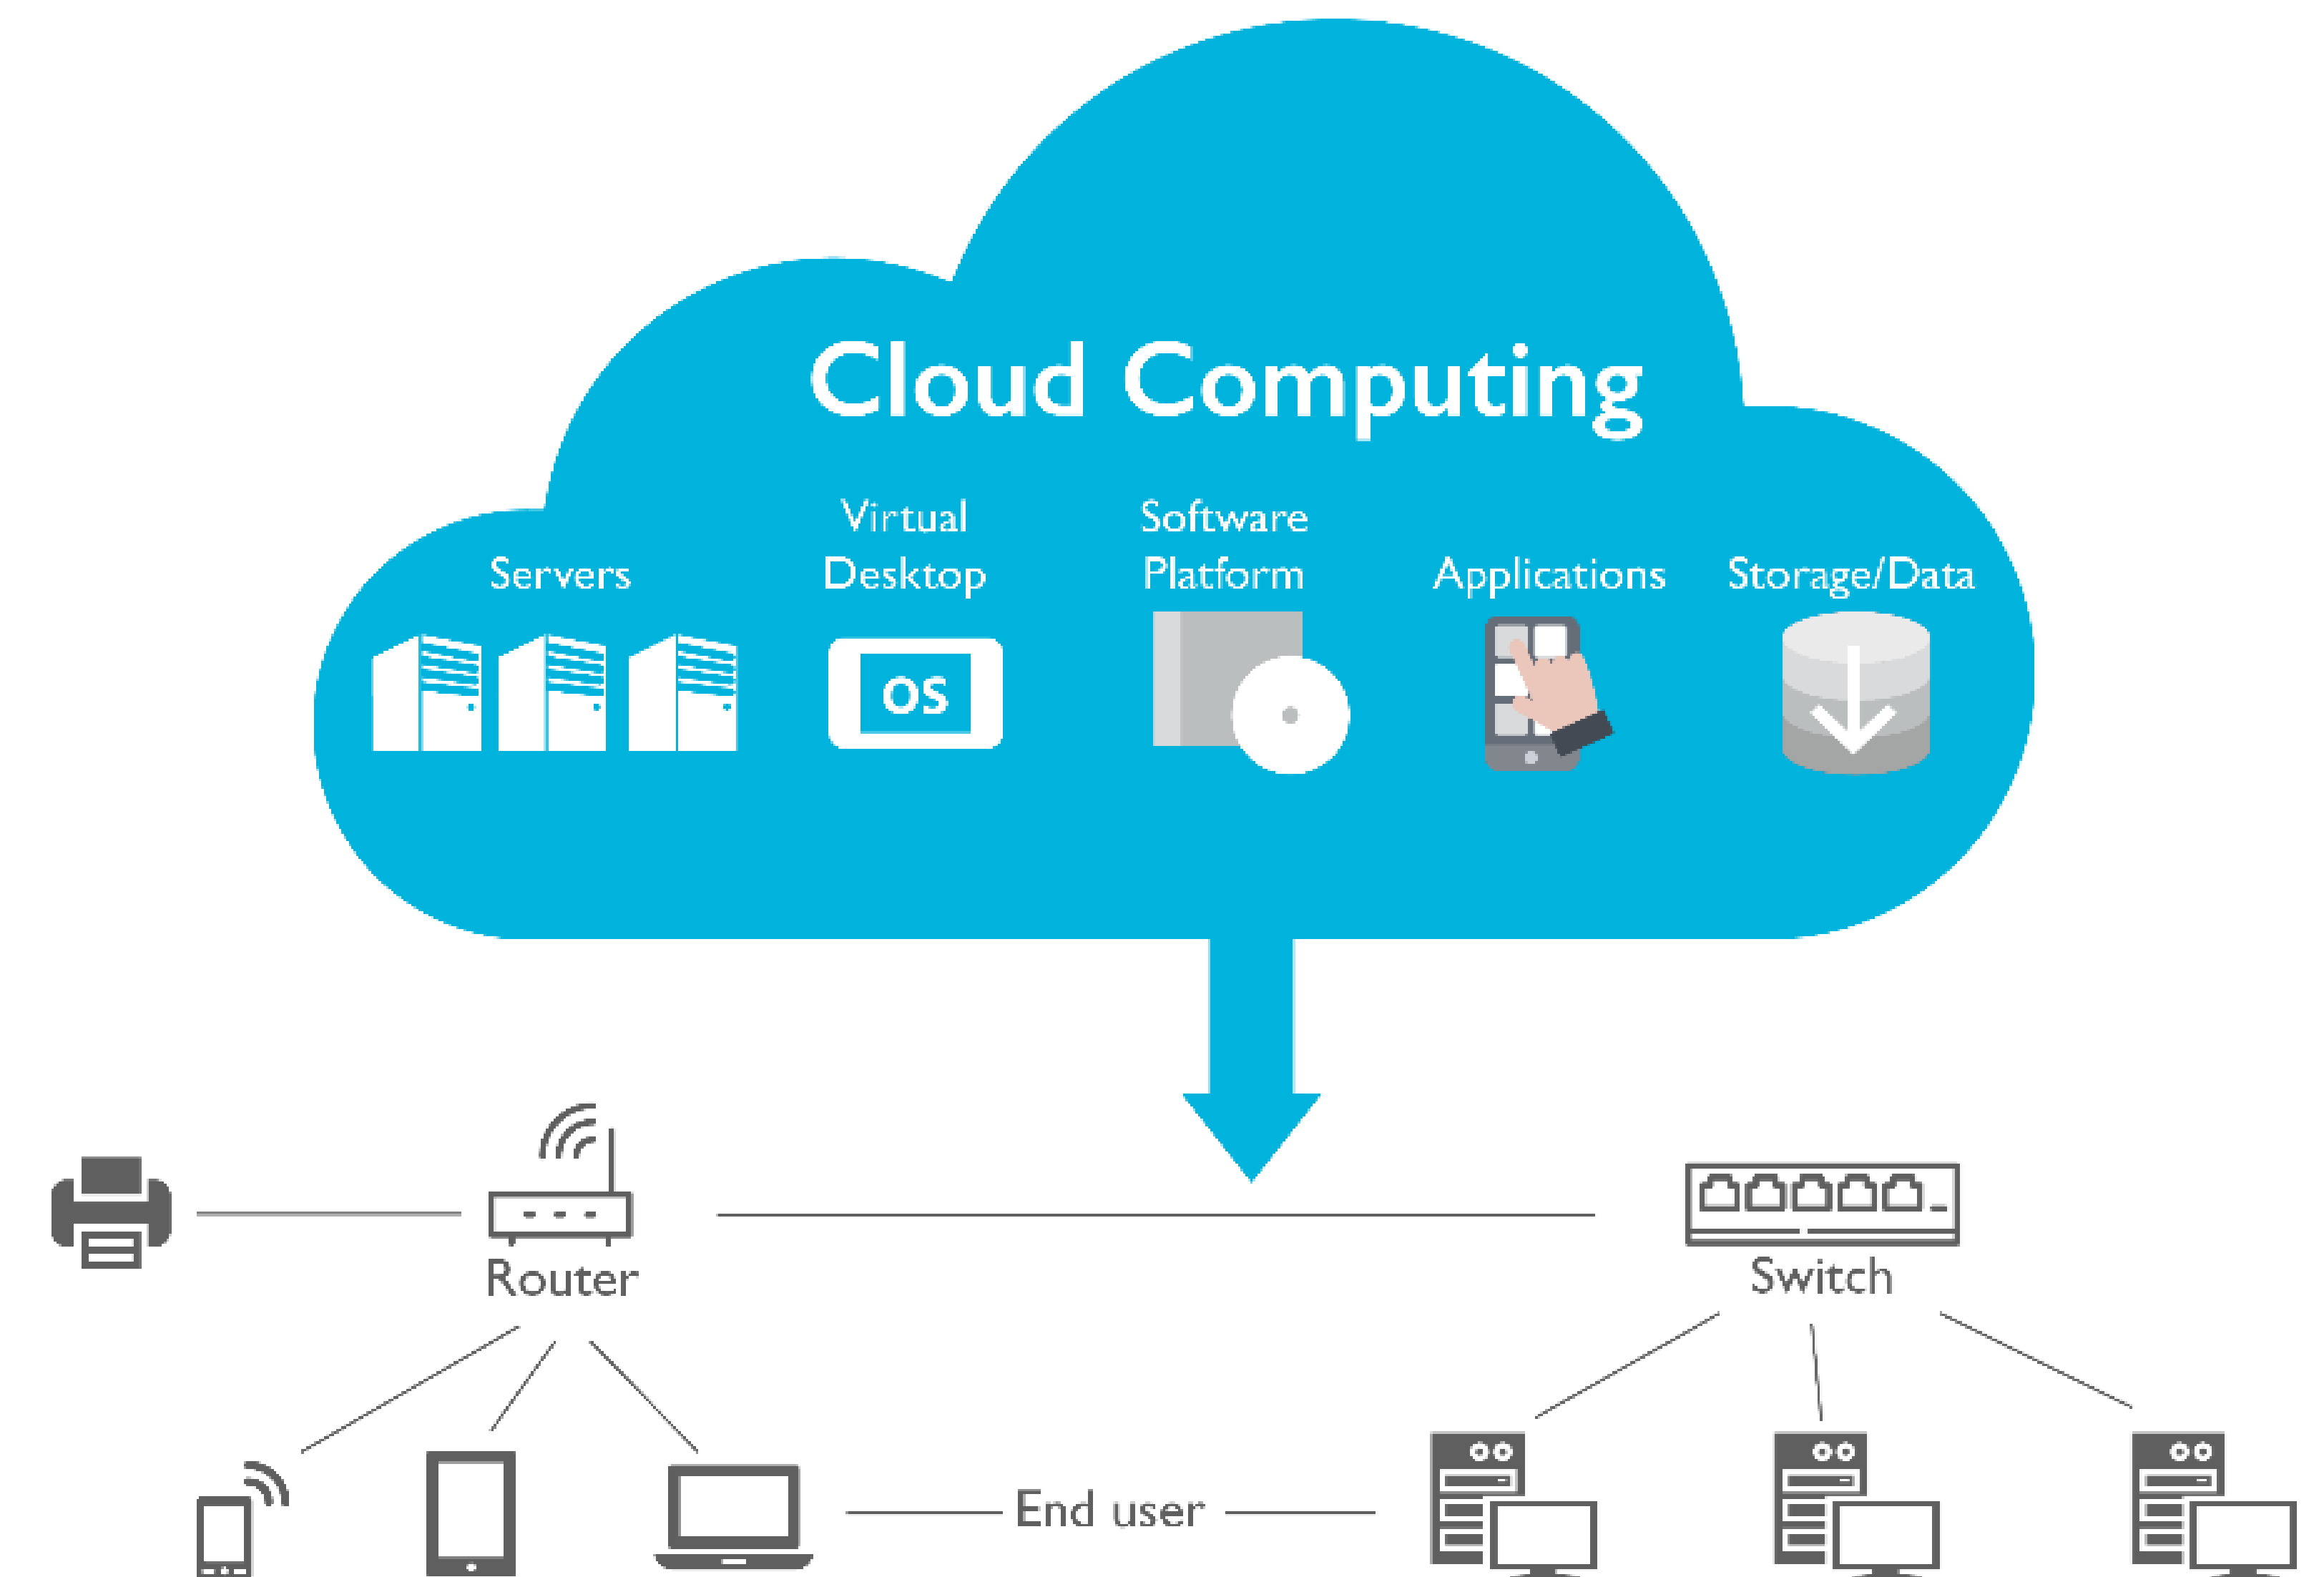 Cloud Computing
Servers
Virtual
Desktop
Software
Platform
Applications
Storage/Data
OS
Router
Switch
End user